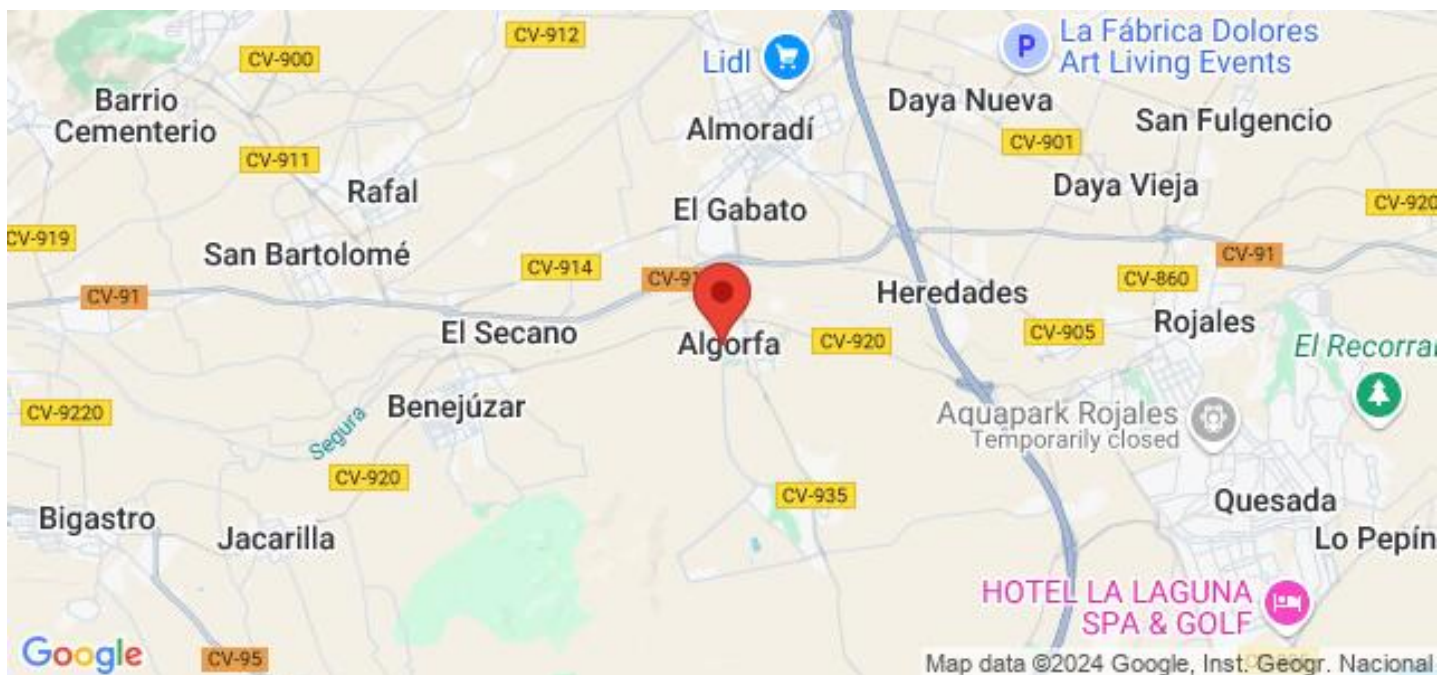 CV-912
La Fábrica Dolores
Art Living Events
CV-900
Lidl
Barrio
Cementerio
Daya Nueva
San Fulgencio
Almoradí
CV-901
CV-911
Rafal
Daya Vieja
CV-920
El Gabato
CV-919
San Bartolomé
CV-914
CV-91
CV-91
CV-860
CV-91
Heredades
Rojales
El Secano
Algorfa
CV-920
CV-905
El Recorral
Benejúzar
CV-9220
Segura
Aquapark Rojales
Temporarily closed
CV-920
CV-935
Quesada
Bigastro
Jacarilla
Lo Pepín
HOTEL LA LAGUNA
SPA & GOLF
Google
CV-95
Map data ©2024 Google, Inst. Geogr. Nacional